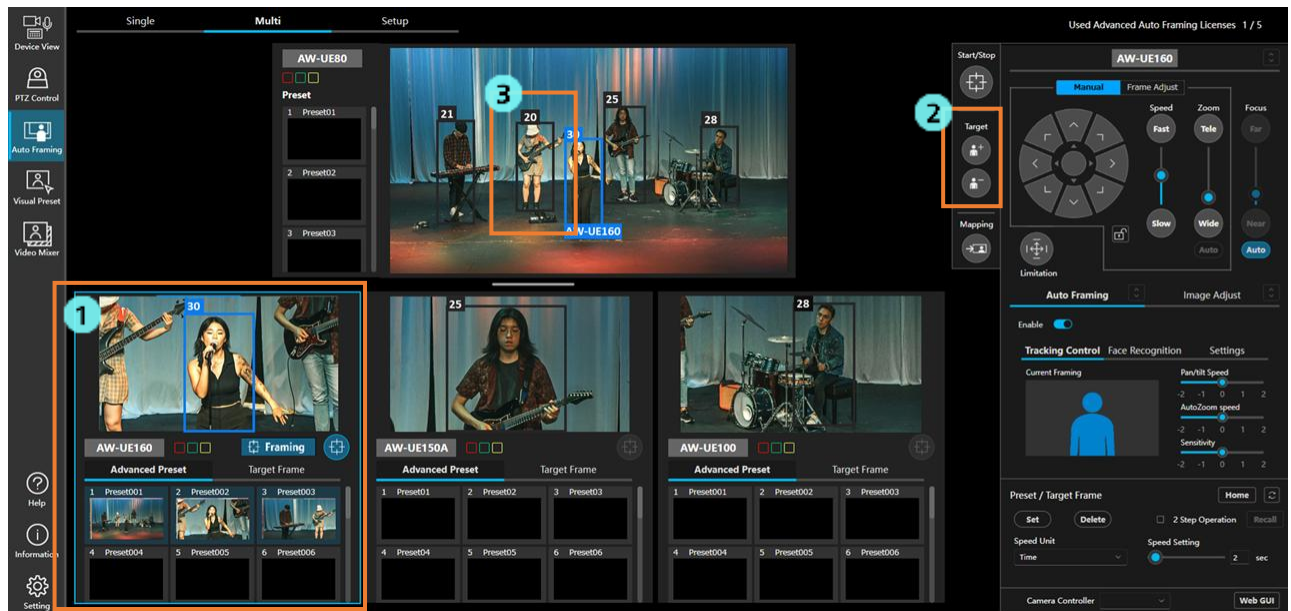 Device View
PTZ Control
Auto Framing
Visual Preset
Video Mixer
Help
Information
Setting
Single Multi Setup
Used Advanced Auto Framing Licenses 1 / 5
AW-UE80
Preset
1 Preset01
2 Preset02
3 Preset03
3
21
20
30
25
28
AW-UE160
2
Start/Stop
Target
Mapping
1
30
AW-UE160
Framing
Advanced Preset Target Frame
1 Preset001 2 Preset002 3 Preset003
4 Preset004 5 Preset005 6 Preset006
25
AW-UE150A
Advanced Preset Target Frame
1 Preset01 2 Preset02 3 Preset03
4 Preset04 5 Preset05 6 Preset06
28
AW-UE100
Advanced Preset Target Frame
1 Preset001 2 Preset002 3 Preset003
4 Preset004 5 Preset005 6 Preset006
AW-UE160
Manual Frame Adjust
Speed Zoom Focus
Fast Tele Far
Slow Wide Near
Auto Auto
Limitation
Auto Framing Image Adjust
Enable
Tracking Control Face Recognition Settings
Current Framing
Pan/tilt Speed
-2 -1 0 1 2
AutoZoom speed
-2 -1 0 1 2
Sensitivity
-2 -1 0 1 2
Preset / Target Frame Home
Set Delete 2 Step Operation Recall
Speed Unit Speed Setting
Time 2 sec
Camera Controller Web GUI